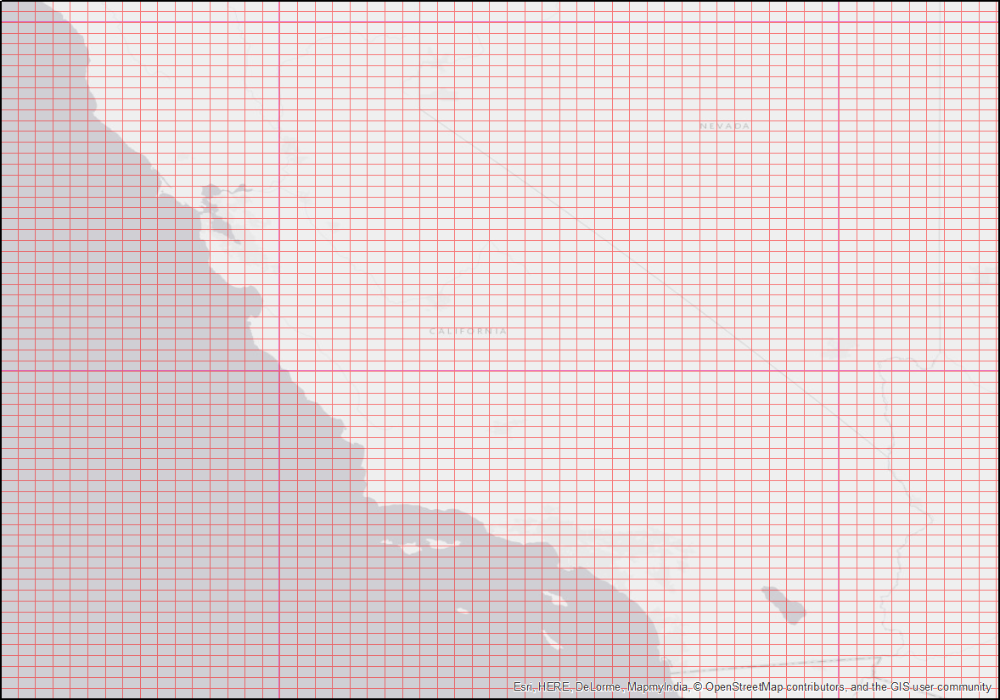 NEVADA
CALIFORNIA
Esri, HERE, DeLorme, MapmyIndia, © OpenStreetMap contributors, and the GIS user community